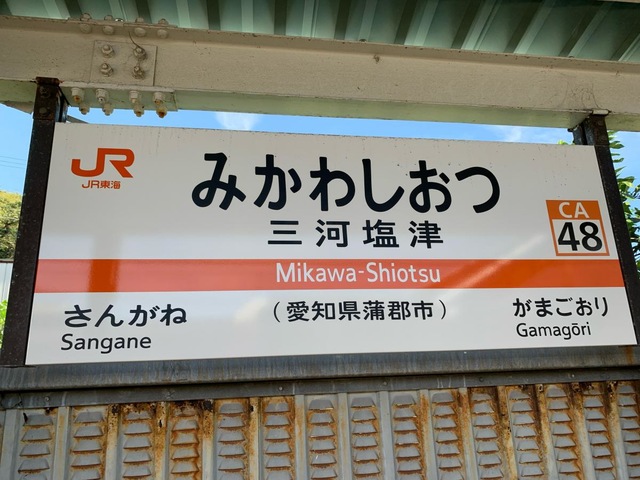 JR
JR東海
みかわしおつ
三河塩津
CA
48
Mikawa-Shiotsu
さんがね
Sangane
（愛知県蒲郡市）
がまごおり
Gamagōri